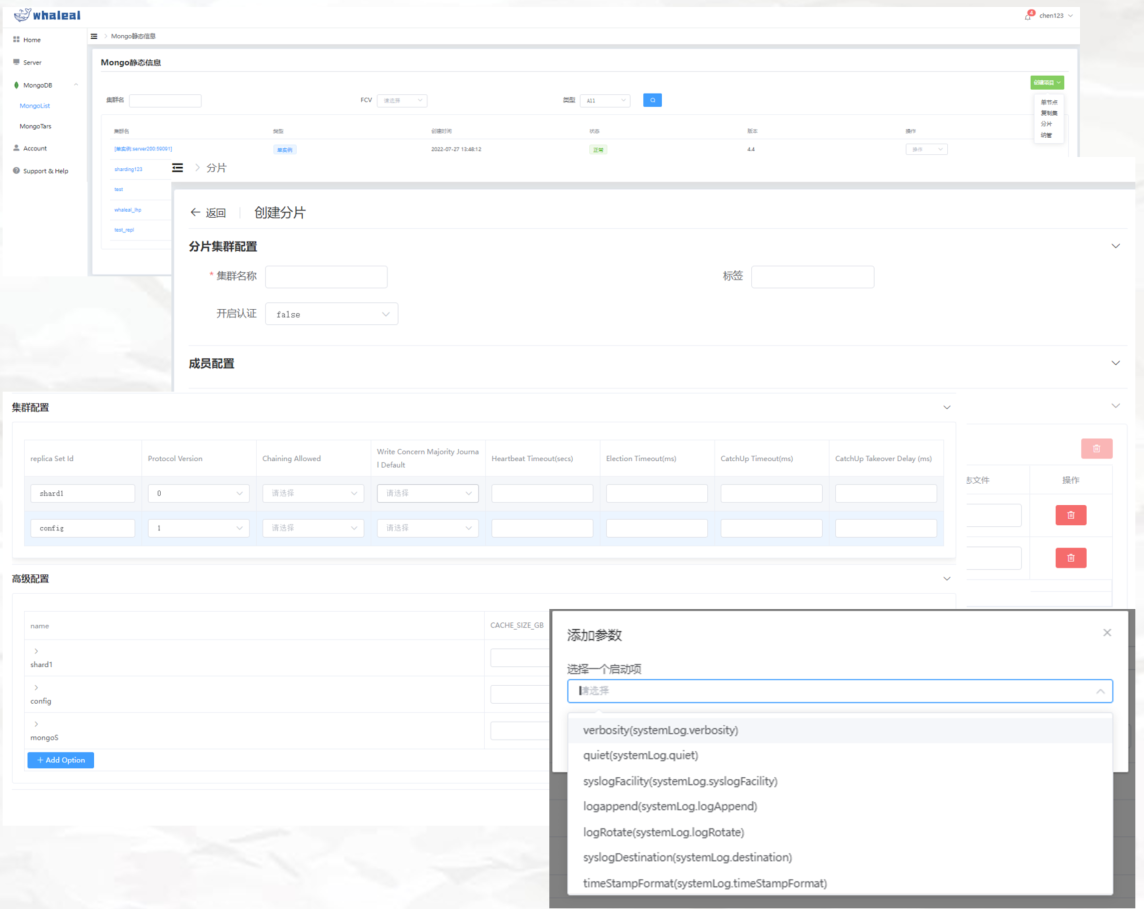 whaleal
4
chen123
Home
Mongo静态信息
Server
MongoDB
MongoList
MongoTars
Account
Support & Help
Mongo静态信息
创建项目
集群名
FCV 请选择
类型 All
单节点
复制集
分片
纳管
集群名 类型 创建时间 状态 版本 操作
单实例 2022-07-27 13:48:12 正常 4.4 操作
sharding123
test
whaleal_lhp
test_repl
分片
返回 创建分片
分片集群配置
* 集群名称 标签
开启认证 false
成员配置
集群配置
replica Set Id Protocol Version Chaining Allowed Write Concern Majority Journa
l Default Heartbeat Timeout(secs) Election Timeout(ms) CatchUp Timeout(ms) CatchUp Takeover Delay (ms)
shard1 0 请选择 请选择
config 1 请选择 请选择
志文件 操作
高级配置
name CACHE_SIZE_GB
shard1
config
mongoS
+ Add Option
添加参数
选择一个启动项
请选择
verbosity(systemLog.verbosity)
quiet(systemLog.quiet)
syslogFacility(systemLog.syslogFacility)
logappend(systemLog.logAppend)
logRotate(systemLog.logRotate)
syslogDestination(systemLog.destination)
timeStampFormat(systemLog.timeStampFormat)